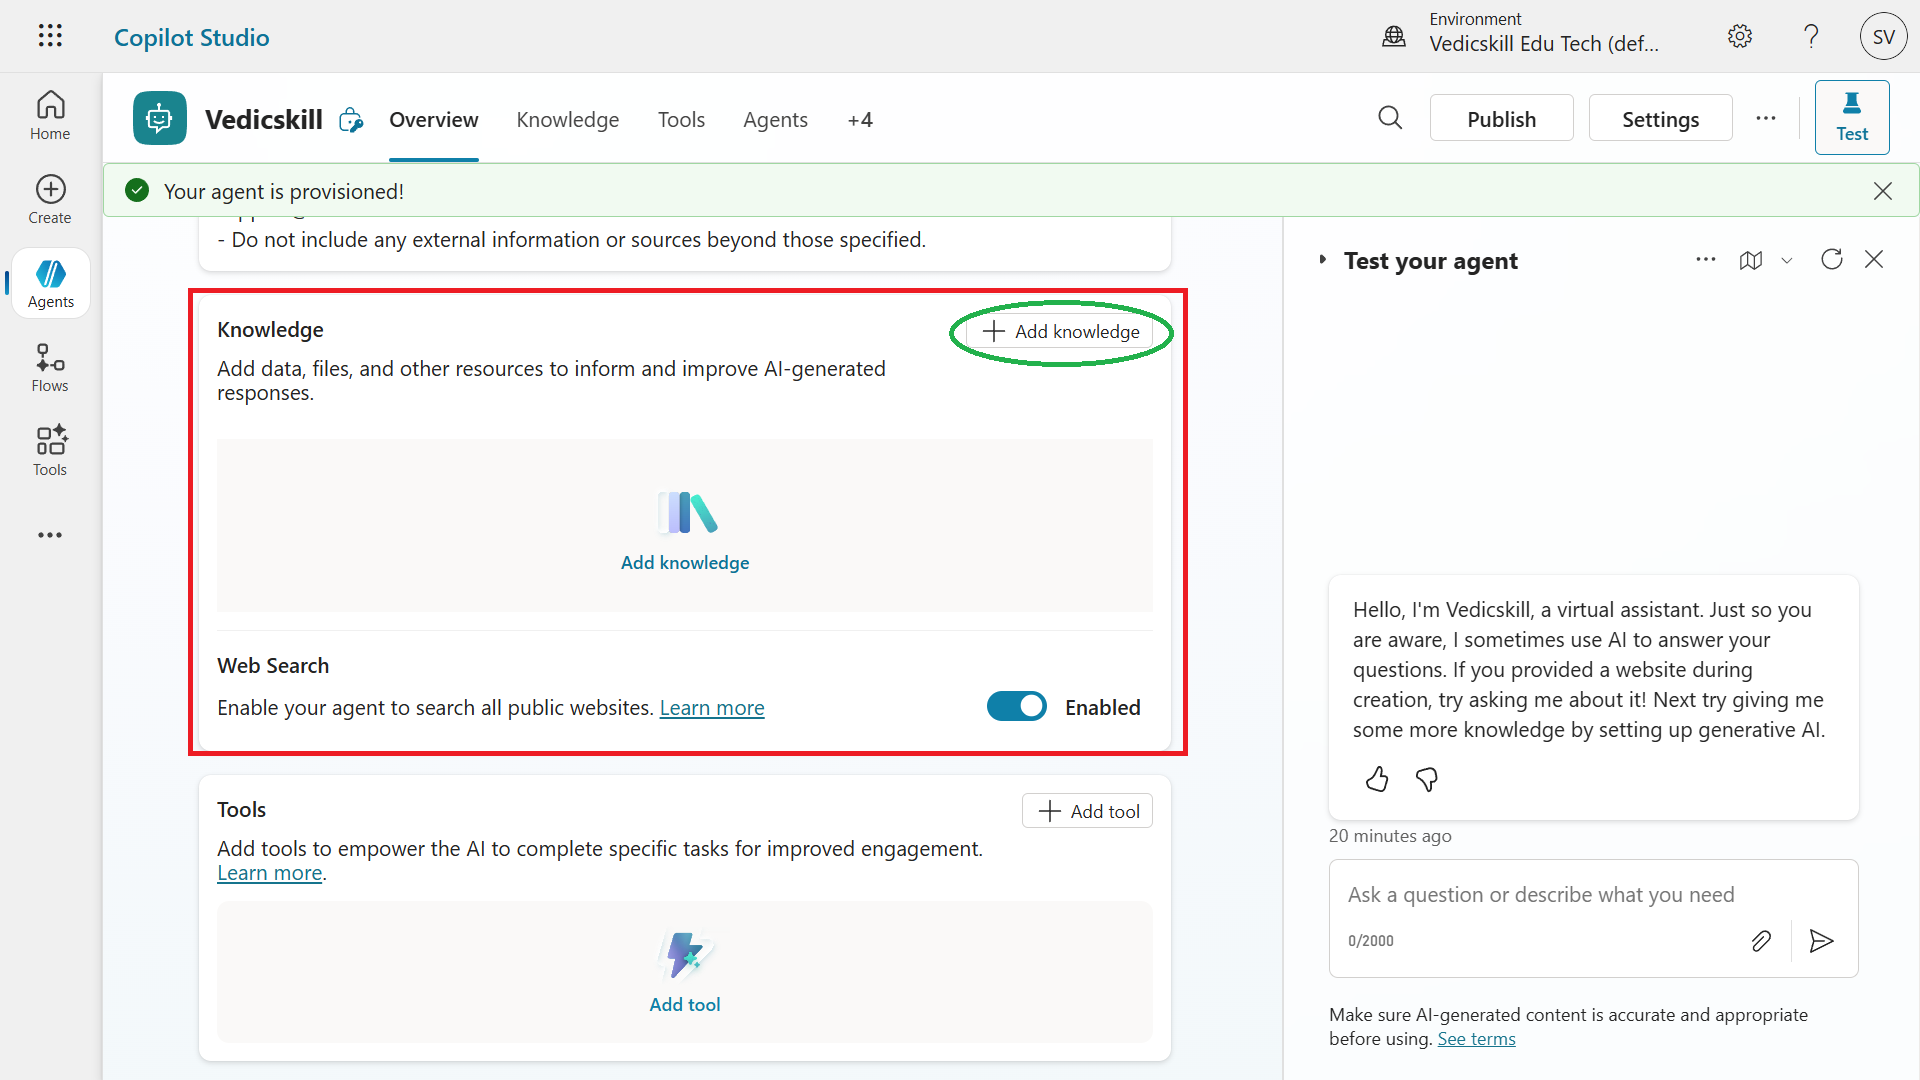 Copilot Studio
Environment
Vedicskill Edu Tech (def...
?
SV
Home
Create
Agents
Flows
Tools
Vedicskill
Overview
Knowledge
Tools
Agents
+4
Publish
Settings
Test
Your agent is provisioned!
- Do not include any external information or sources beyond those specified.
Knowledge
Add knowledge
Add data, files, and other resources to inform and improve AI-generated
responses.
Add knowledge
Web Search
Enable your agent to search all public websites. Learn more
Enabled
Tools
Add tool
Add tools to empower the AI to complete specific tasks for improved engagement.
Learn more.
Add tool
Test your agent
Hello, I'm Vedicskill, a virtual assistant. Just so you
are aware, I sometimes use AI to answer your
questions. If you provided a website during
creation, try asking me about it! Next try giving me
some more knowledge by setting up generative AI.
20 minutes ago
Ask a question or describe what you need
0/2000
Make sure AI-generated content is accurate and appropriate
before using. See terms